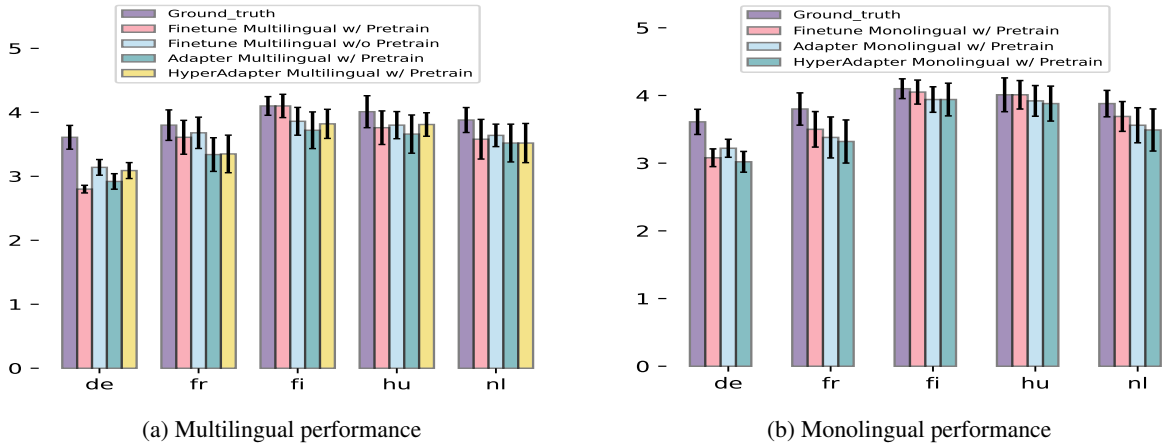 Ground_truth
Finetune Multilingual w/ Pretrain
Finetune Multilingual w/o Pretrain
Adapter Multilingual w/ Pretrain
HyperAdapter Multilingual w/ Pretrain
5
4
3
2
1
0
de fr fi hu nl
(a) Multilingual performance
Ground_truth
Finetune Monolingual w/ Pretrain
Adapter Monolingual w/ Pretrain
HyperAdapter Monolingual w/ Pretrain
5
4
3
2
1
0
de fr fi hu nl
(b) Monolingual performance